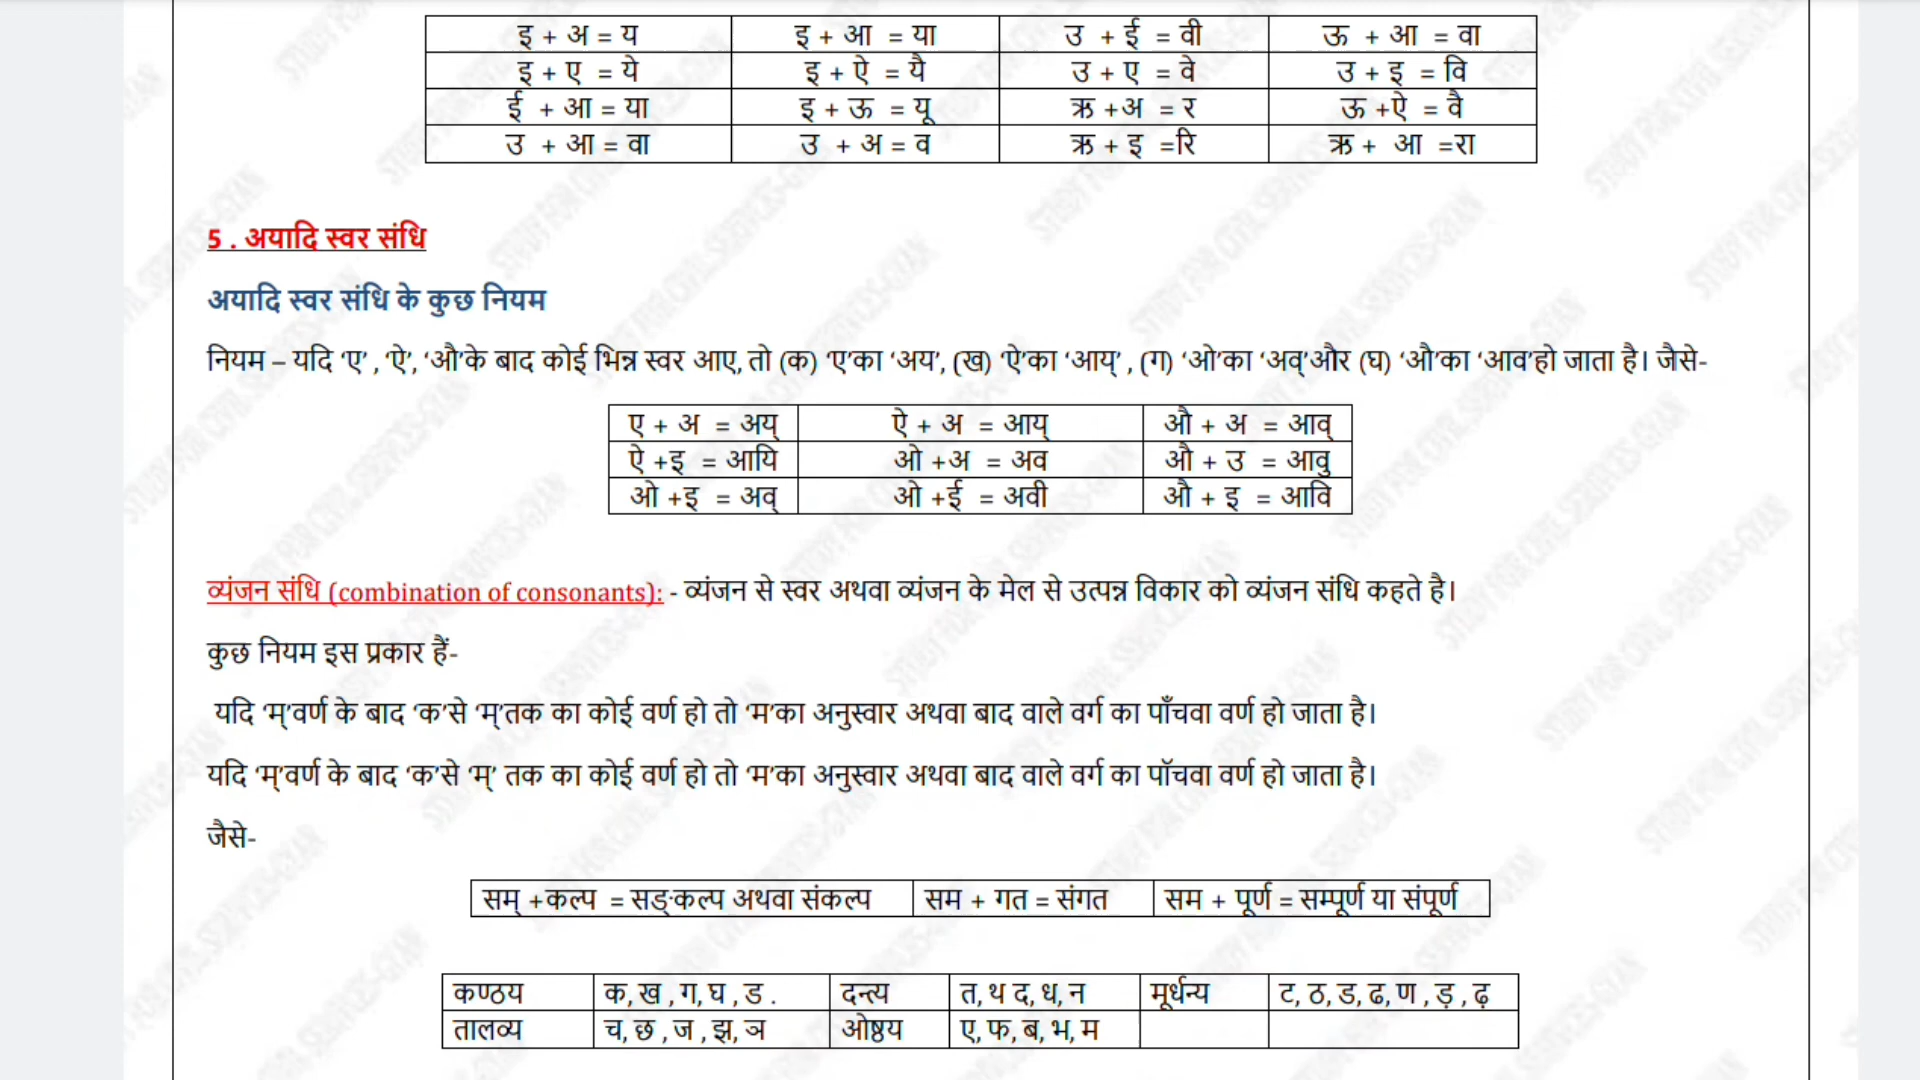 इ + अ = य इ + आ = या उ + ई = वी ऊ + आ = वा
इ + ए = ये इ + ऐ = यै उ + ए = वे उ + इ = वि
ई + आ = या इ + ऊ = यू ऋ +अ = र ऊ +ऐ = वै
उ + आ = वा उ + अ = व ऋ + इ =रि ऋ + आ =रा
5 . अयादि स्वर संधि
अयादि स्वर संधि के कुछ नियम
नियम – यदि ‘ए’ , ‘ऐ’, ‘औ’के बाद कोई भिन्न स्वर आए, तो (क) ‘ए’का ‘अय’, (ख) ‘ऐ’का ‘आय्’ , (ग) ‘ओ’का ‘अव्’और (घ) ‘औ’का ‘आव’हो जाता है। जैसे-
ए + अ = अय् ऐ + अ = आय् औ + अ = आव्
ऐ +इ = आयि ओ +अ = अव औ + उ = आवु
ओ +इ = अव् ओ +ई = अवी औ + इ = आवि
व्यंजन संधि (combination of consonants): - व्यंजन से स्वर अथवा व्यंजन के मेल से उत्पन्न विकार को व्यंजन संधि कहते है।
कुछ नियम इस प्रकार हैं-
यदि ‘म्’वर्ण के बाद ‘क’से ‘म्’तक का कोई वर्ण हो तो ‘म’का अनुस्वार अथवा बाद वाले वर्ग का पाँचवा वर्ण हो जाता है।
यदि ‘म्’वर्ण के बाद ‘क’से ‘म्’ तक का कोई वर्ण हो तो ‘म’का अनुस्वार अथवा बाद वाले वर्ग का पॉचवा वर्ण हो जाता है।
जैसे-
सम् +कल्प = सड्·कल्प अथवा संकल्प सम + गत = संगत सम + पूर्ण = सम्पूर्ण या संपूर्ण
कण्ठय क, ख , ग, घ , ड . दन्त्य त, थ द, ध, न मूर्धन्य ट, ठ, ड, ढ, ण , ड़ , ढ़
तालव्य च, छ , ज , झ, ञ ओष्ठय ए, फ, ब, भ, म